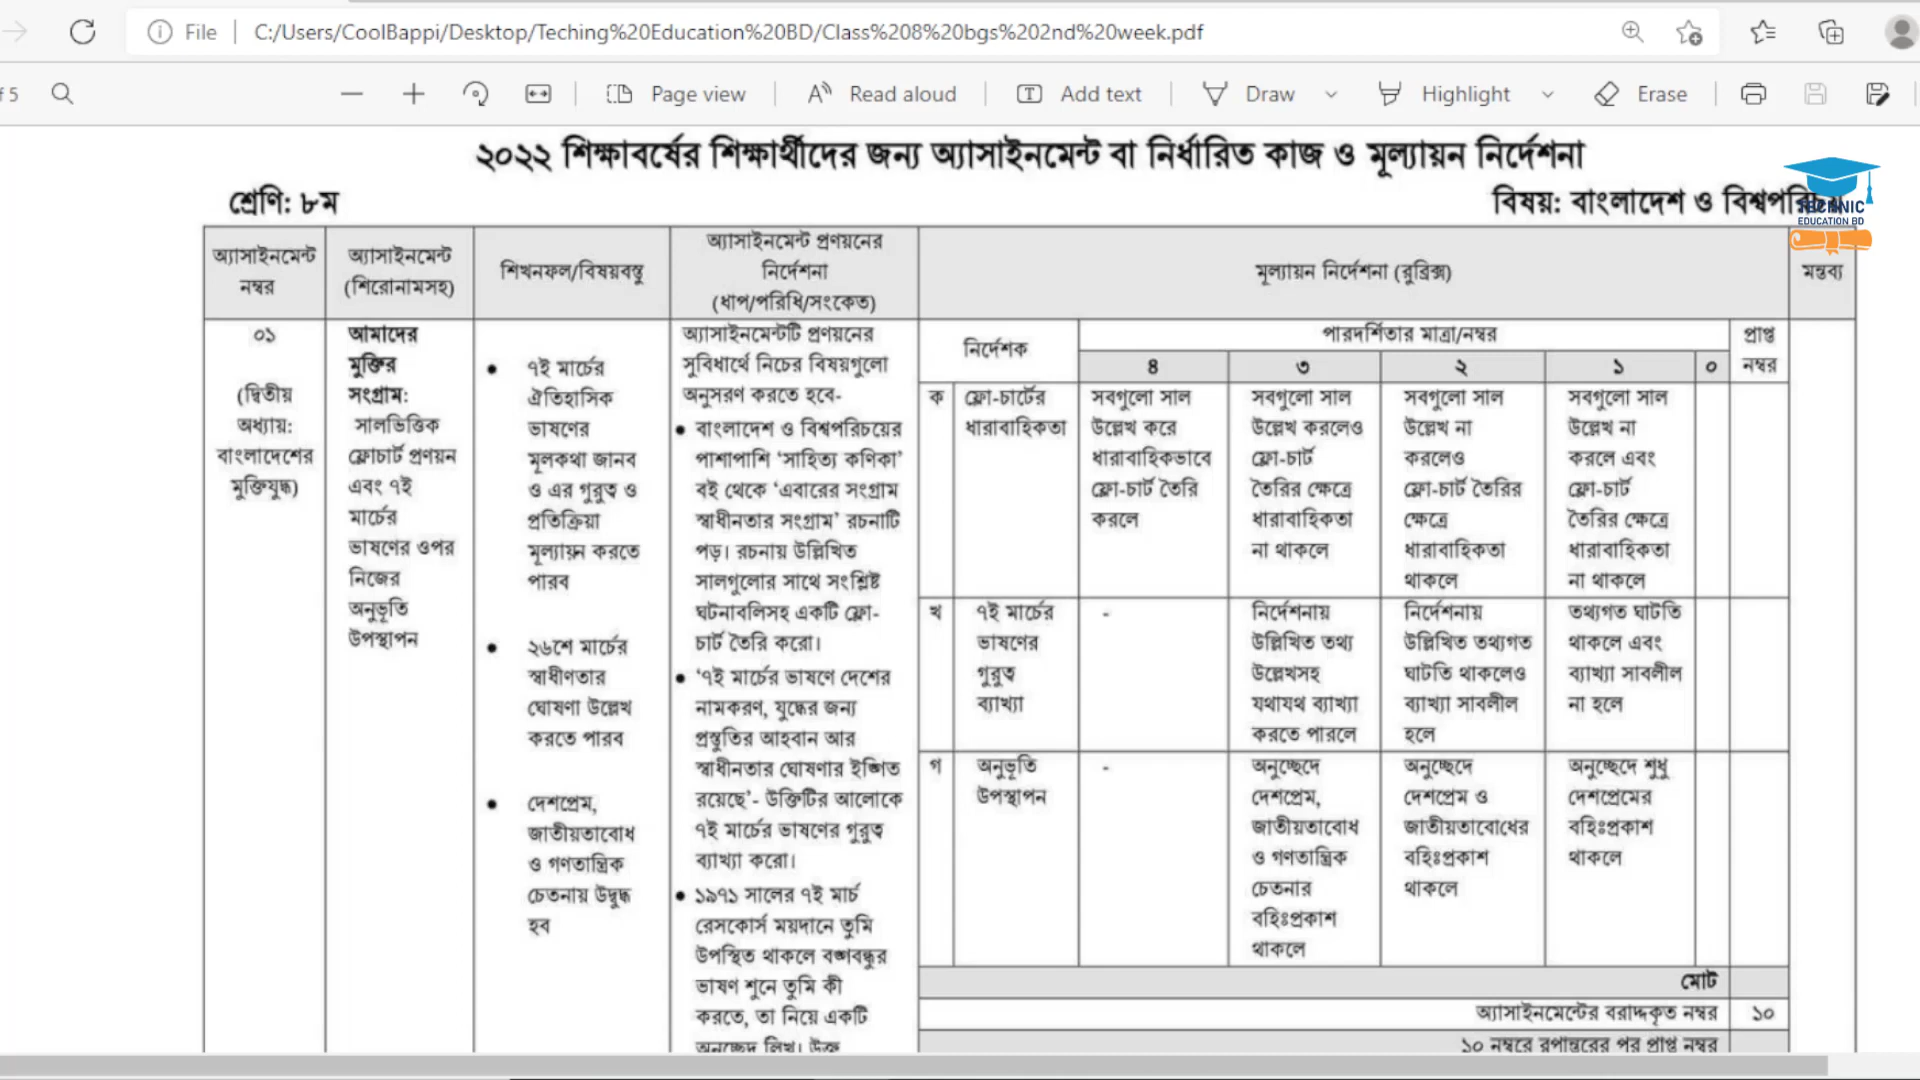 File
C:/Users/CoolBappi/Desktop/Teching%20Education%20BD/Class%208%20bgs%202nd%20week.pdf
f 5
Page view
Read aloud
Add text
Draw
Highlight
Erase
২০২২ শিক্ষাবর্ষের শিক্ষার্থীদের জন্য অ্যাসাইনমেন্ট বা নির্ধারিত কাজ ও মূল্যায়ন নির্দেশনা
শ্রেণি: ৮ম
বিষয়: বাংলাদেশ ও
EDUCATION BD
অ্যাসাইনমেন্ট
নম্বর
অ্যাসাইনমেন্ট
(শিরোনামসহ)
শিখনফল/বিষয়বস্তু
অ্যাসাইনমেন্ট প্রণয়নের
নির্দেশনা
(ধাপ/পরিধি/সংকেত)
মূল্যায়ন নির্দেশনা (রুব্রিক্স)
মন্তব্য
০১
(দ্বিতীয়
অধ্যায়:
বাংলাদেশের
মুক্তিযুদ্ধ)
আমাদের
মুক্তির
সংগ্রাম:
সালভিত্তিক
ফ্লোচার্ট প্রণয়ন
এবং ৭ই
মার্চের
ভাষণের ওপর
নিজের
অনুভূতি
উপস্থাপন
● ৭ই মার্চের
ঐতিহাসিক
ভাষণের
মূলকথা জানব
ও এর গুরুত্ব ও
প্রতিক্রিয়া
মূল্যায়ন করতে
পারব
● ২৬শে মার্চের
স্বাধীণতার
ঘোষণা উল্লেখ
করতে পারব
● দেশপ্রেম,
জাতীয়তাবোধ
ও গণতান্ত্রিক
চেতনায় উদ্বুদ্ধ
হব
অ্যাসাইনমেন্টটি প্রণয়নের
সুবিধার্থে নিচের বিষয়গুলো
অনুসরণ করতে হবে-
● বাংলাদেশ ও বিশ্বপরিচয়ের
পাশাপাশি ‘সাহিত্য কণিকা’
বই থেকে ‘এবারের সংগ্রাম
স্বাধীনতার সংগ্রাম’ রচনাটি
পড়। রচনায় উল্লিখিত
সালগুলোর সাথে সংশ্লিষ্ট
ঘটনাবলিসহ একটি ফ্লো-
চার্ট তৈরি করো।
● ‘৭ই মার্চের ভাষণে দেশের
নামকরণ, যুদ্ধের জন্য
প্রস্তুতির আহবান আর
স্বাধীনতার ঘোষণার ইঙ্গিত
রয়েছে’- উক্তিটির আলোকে
৭ই মার্চের ভাষণের গুরুত্ব
ব্যাখ্যা করো।
● ১৯৭১ সালের ৭ই মার্চ
রেসকোর্স ময়দানে তুমি
উপস্থিত থাকলে বঙ্গবন্ধুর
ভাষণ শুনে তুমি কী
করতে, তা নিয়ে একটি
অনুচ্ছেদ লিখ। উক্ত
নির্দেশক
পারদর্শিতার মাত্রা/নম্বর
প্রাপ্ত
নম্বর
৪ ৩ ২ ১ ০
ক
ফ্লো-চার্টের
ধারাবাহিকতা
সবগুলো সাল
উল্লেখ করে
ধারাবাহিকভাবে
ফ্লো-চার্ট তৈরি
করলে
সবগুলো সাল
উল্লেখ করলেও
ফ্লো-চার্ট
তৈরির ক্ষেত্রে
ধারাবাহিকতা
না থাকলে
সবগুলো সাল
উল্লেখ না
করলেও
ফ্লো-চার্ট তৈরির
ক্ষেত্রে
ধারাবাহিকতা
থাকলে
সবগুলো সাল
উল্লেখ না
করলে এবং
ফ্লো-চার্ট
তৈরির ক্ষেত্রে
ধারাবাহিকতা
না থাকলে
খ
৭ই মার্চের
ভাষণের
গুরুত্ব
ব্যাখ্যা
-
নির্দেশনায়
উল্লিখিত তথ্য
উল্লেখসহ
যথাযথ ব্যাখ্যা
করতে পারলে
নির্দেশনায়
উল্লিখিত তথ্যগত
ঘাটতি থাকলেও
ব্যাখ্যা সাবলীল
হলে
তথ্যগত ঘাটতি
থাকলে এবং
ব্যাখ্যা সাবলীল
না হলে
গ
অনুভূতি
উপস্থাপন
-
অনুচ্ছেদে
দেশপ্রেম,
জাতীয়তাবোধ
ও গণতান্ত্রিক
চেতনার
বহিঃপ্রকাশ
থাকলে
অনুচ্ছেদে
দেশপ্রেম ও
জাতীয়তাবোধের
বহিঃপ্রকাশ
থাকলে
অনুচ্ছেদে শুধু
দেশপ্রেমের
বহিঃপ্রকাশ
থাকলে
মোট
অ্যাসাইনমেন্টের বরাদ্দকৃত নম্বর ১০
১০ নম্বরে রূপান্তরের পর প্রাপ্ত নম্বর